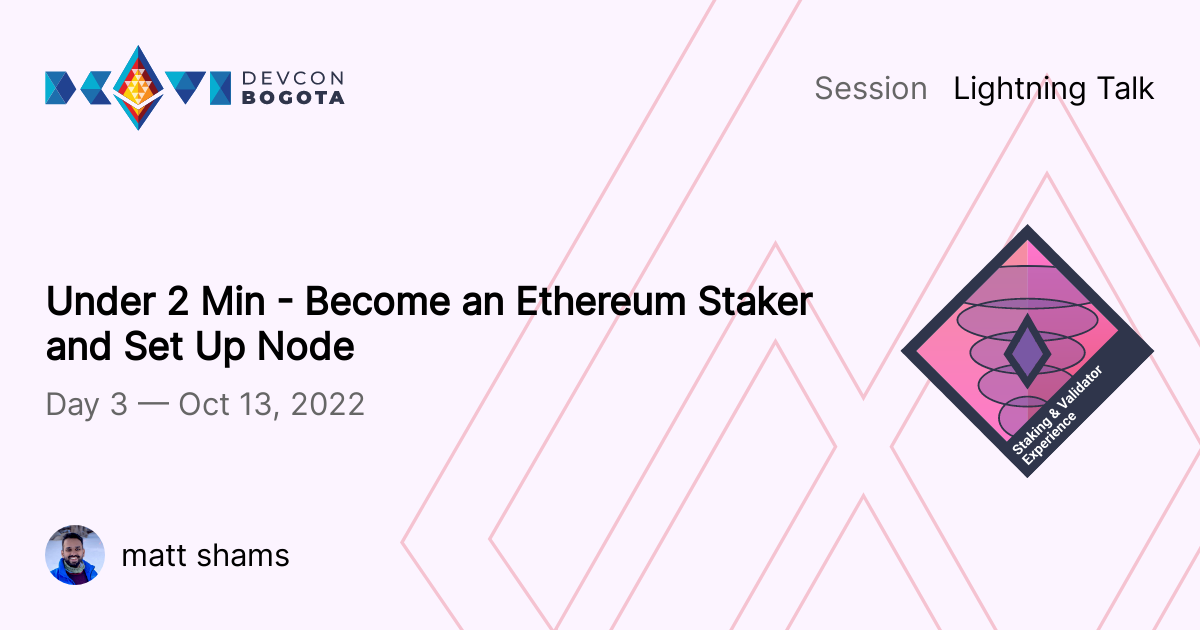 DEVCON
BOGOTA
Session Lightning Talk
Under 2 Min - Become an Ethereum Staker
and Set Up Node
Day 3 — Oct 13, 2022
Staking & Validator
Experience
matt shams